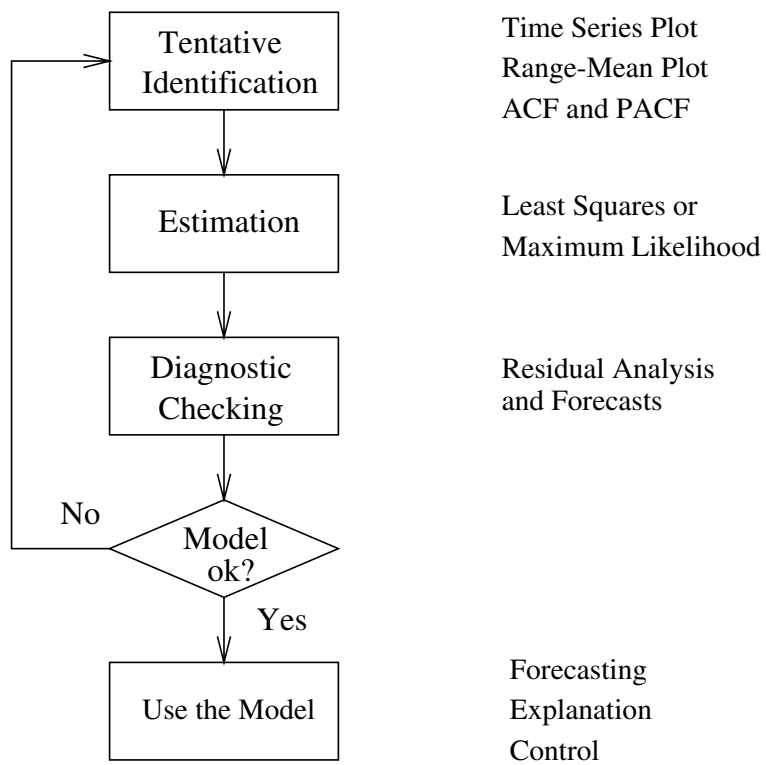 Tentative
Identification
Time Series Plot
Range-Mean Plot
ACF and PACF
Estimation
Least Squares or
Maximum Likelihood
Diagnostic
Checking
Residual Analysis
and Forecasts
No
Model
ok?
Yes
Use the Model
Forecasting
Explanation
Control